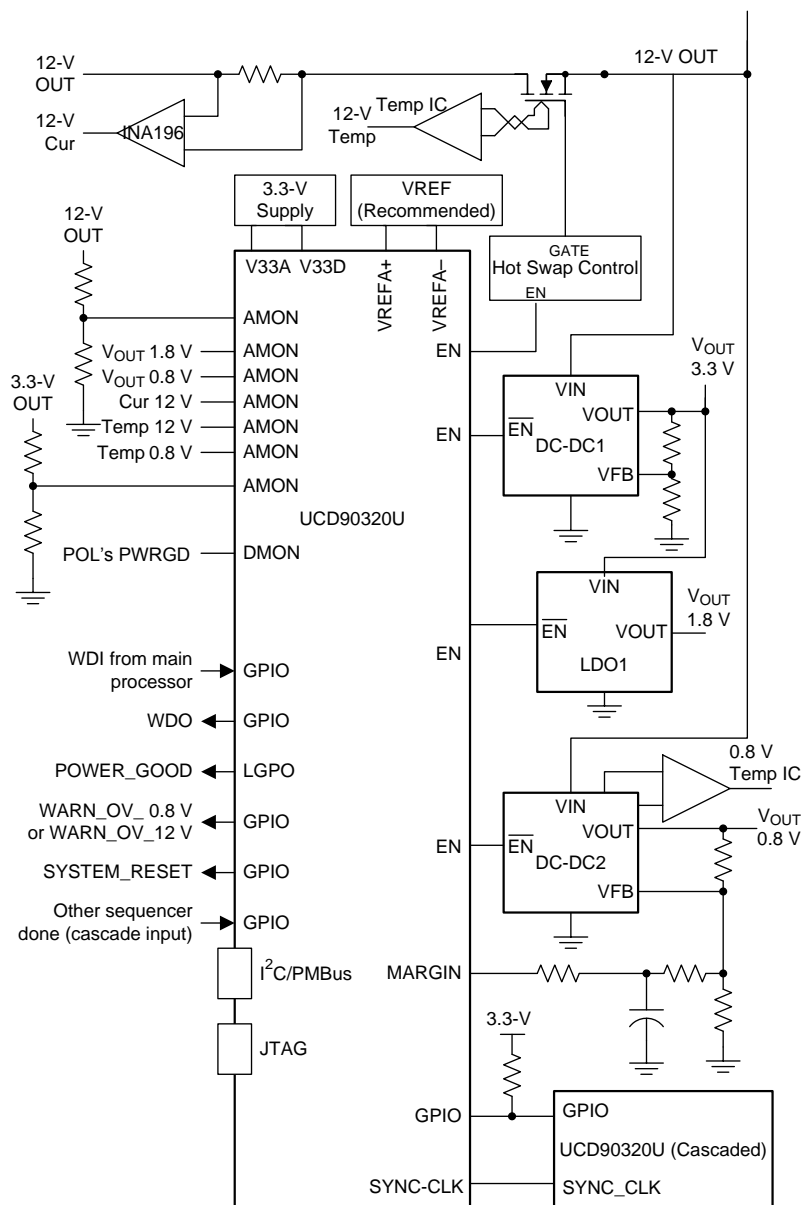 12-V
OUT
12-V
Cur
INA196
12-V
Temp
Temp IC
12-V OUT
3.3-V
Supply
VREF
(Recommended)
GATE
Hot Swap Control
EN
12-V
OUT
V33A V33D
VREFA+
VREFA–
AMON
EN
VOUT 1.8 V
AMON
VOUT 0.8 V
AMON
Cur 12 V
AMON
Temp 12 V
AMON
Temp 0.8 V
AMON
3.3-V
OUT
AMON
UCD90320U
POL's PWRGD
DMON
EN
VIN
EN
VOUT
DC-DC1
VFB
VOUT
3.3 V
EN
VIN
EN
VOUT
LDO1
VOUT
1.8 V
WDI from main
processor
GPIO
WDO
GPIO
POWER_GOOD
LGPO
WARN_OV_ 0.8 V
or WARN_OV_12 V
GPIO
SYSTEM_RESET
GPIO
Other sequencer
done (cascade input)
GPIO
I2C/PMBus
JTAG
EN
VIN
EN
VOUT
DC-DC2
VFB
0.8 V
Temp IC
VOUT
0.8 V
MARGIN
3.3-V
GPIO
GPIO
UCD90320U (Cascaded)
SYNC-CLK
SYNC_CLK